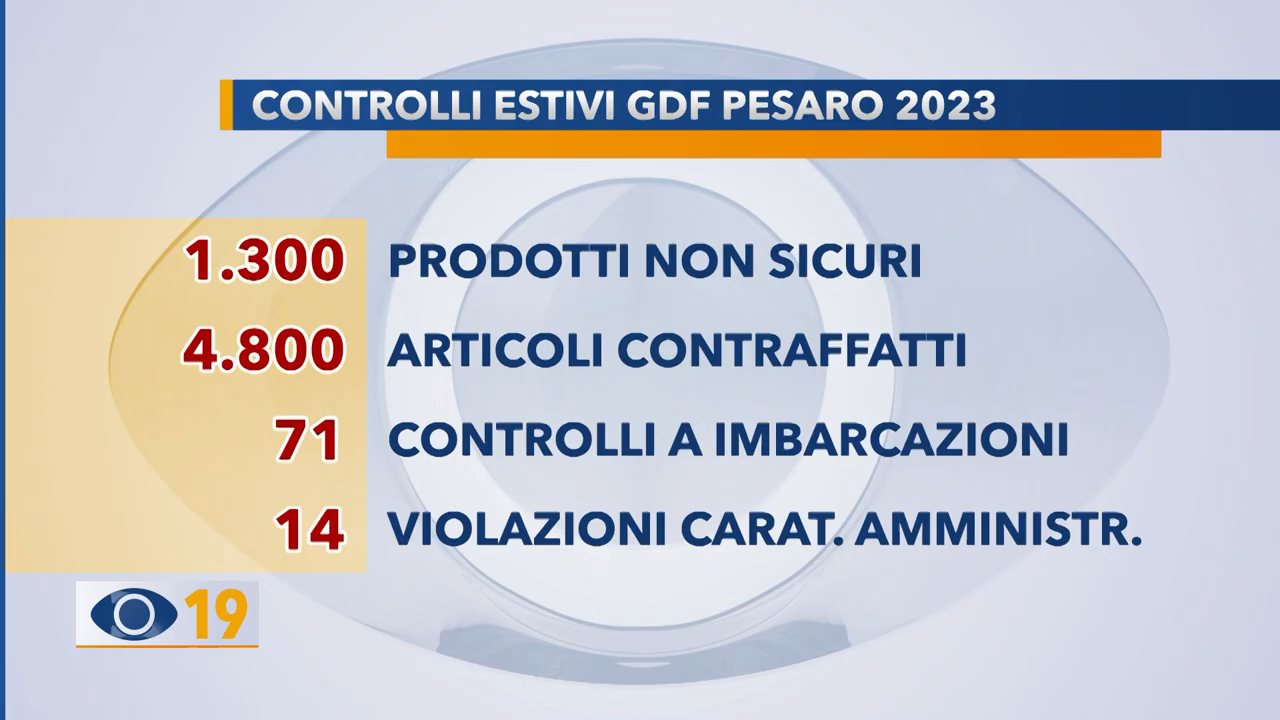 CONTROLLI ESTIVI GDF PESARO 2023
1.300 PRODOTTI NON SICURI
4.800 ARTICOLI CONTRAFFATTI
71 CONTROLLI A IMBARCAZIONI
14 VIOLAZIONI CARAT. AMMINISTR.
19